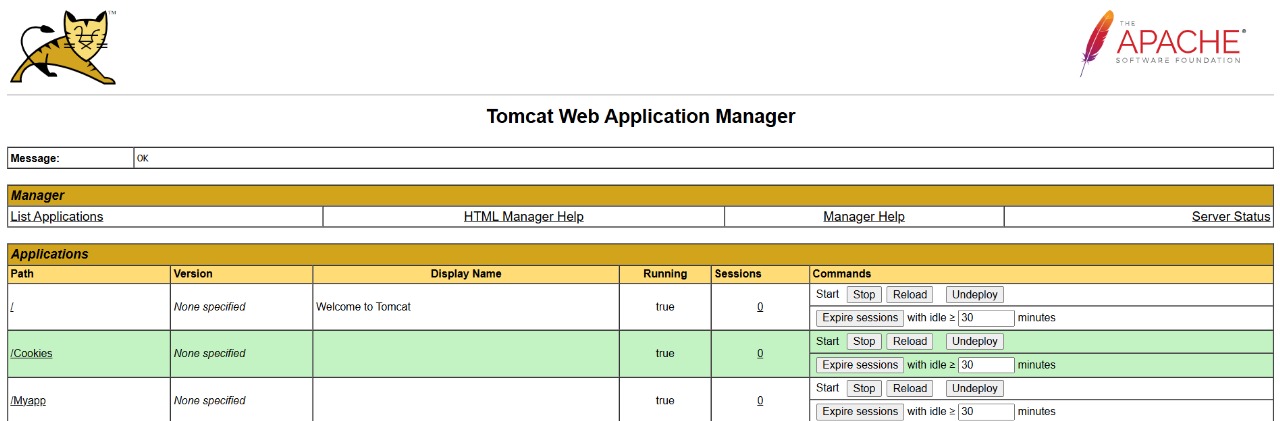 TM
THE
APACHE
SOFTWARE FOUNDATION
Tomcat Web Application Manager
Message: OK
Manager
List Applications HTML Manager Help Manager Help Server Status
Applications
Path Version Display Name Running Sessions Commands
/ None specified Welcome to Tomcat true 0 Start Stop Reload Undeploy
Expire sessions with idle ≥ 30 minutes
/Cookies None specified true 0 Start Stop Reload Undeploy
Expire sessions with idle ≥ 30 minutes
/Myapp None specified true 0 Start Stop Reload Undeploy
Expire sessions with idle ≥ 30 minutes